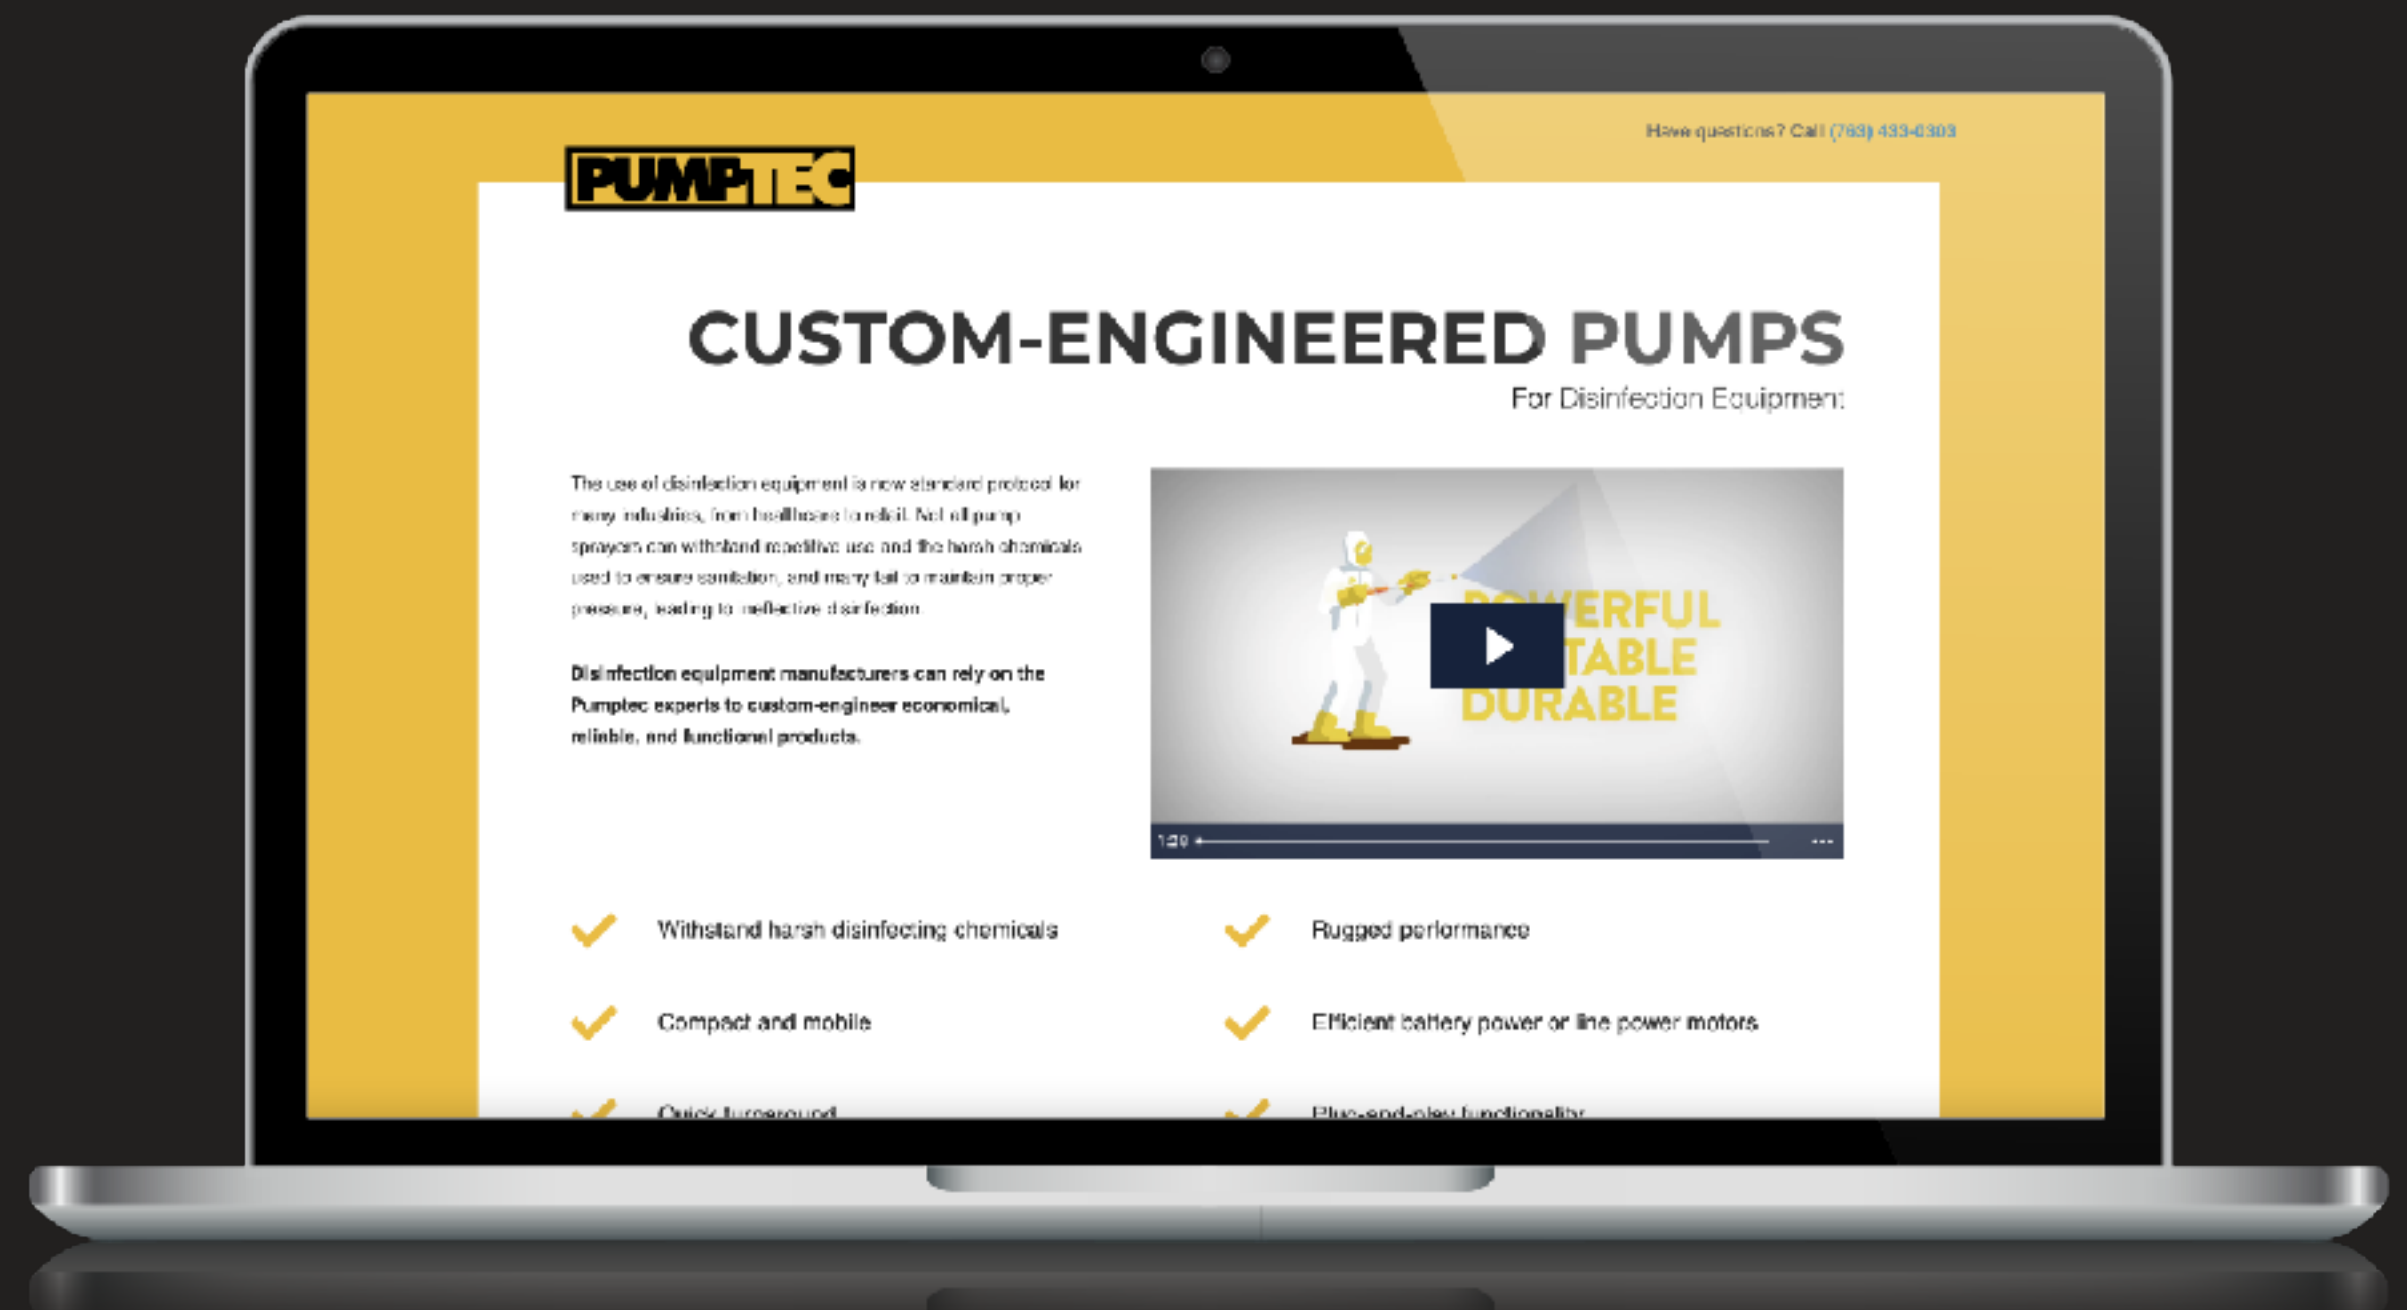 Have questions? Call (763) 433-0303
PUMPTEC
CUSTOM-ENGINEERED PUMPS
For Disinfection Equipment
The use of disinfection equipment is now standard protocol for
many industries, from healthcare to retail. Not all pump
sprayers can withstand repetitive use and the harsh chemicals
used to ensure sanitation, and many fail to maintain proper
pressure, leading to ineffective disinfection.
Disinfection equipment manufacturers can rely on the
Pumptec experts to custom-engineer economical,
reliable, and functional products.
ERFUL
TABLE
DURABLE
Withstand harsh disinfecting chemicals
Rugged performance
Compact and mobile
Efficient battery power or line power motors
Quick turnaround
Plug-and-play functionality